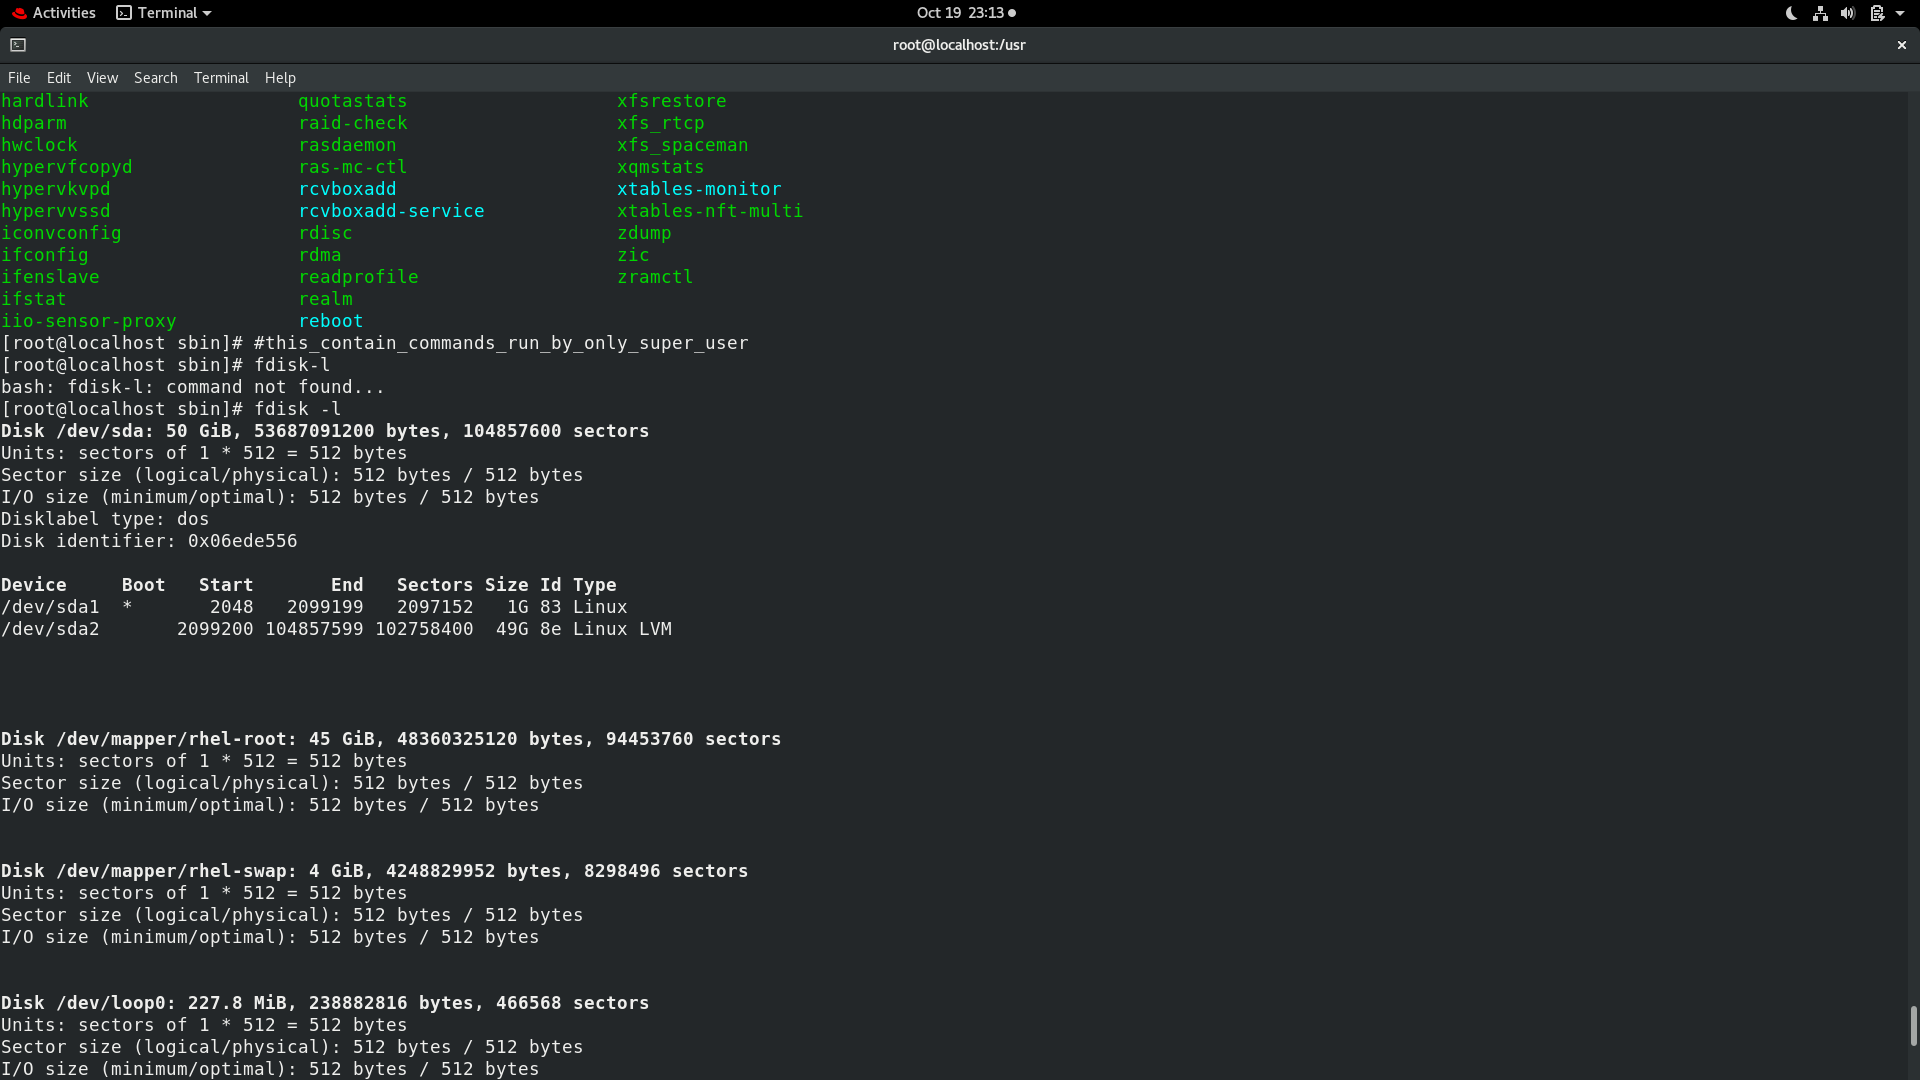 Activities Terminal Oct 19 23:13
root@localhost:/usr
File Edit View Search Terminal Help
hardlink quotastats xfsrestore
hdparm raid-check xfs_rtcp
hwclock rasdaemon xfs_spaceman
hypervfcopyd ras-mc-ctl xqmstats
hypervkvpd rcvboxadd xtables-monitor
hypervvssd rcvboxadd-service xtables-nft-multi
iconvconfig rdisc zdump
ifconfig rdma zic
ifenslave readprofile zramctl
ifstat realm
iio-sensor-proxy reboot
[root@localhost sbin]# #this_contain_commands_run_by_only_super_user
[root@localhost sbin]# fdisk-l
bash: fdisk-l: command not found...
[root@localhost sbin]# fdisk -l
Disk /dev/sda: 50 GiB, 53687091200 bytes, 104857600 sectors
Units: sectors of 1 * 512 = 512 bytes
Sector size (logical/physical): 512 bytes / 512 bytes
I/O size (minimum/optimal): 512 bytes / 512 bytes
Disklabel type: dos
Disk identifier: 0x06ede556
Device Boot Start End Sectors Size Id Type
/dev/sda1 * 2048 2099199 2097152 1G 83 Linux
/dev/sda2 2099200 104857599 102758400 49G 8e Linux LVM
Disk /dev/mapper/rhel-root: 45 GiB, 48360325120 bytes, 94453760 sectors
Units: sectors of 1 * 512 = 512 bytes
Sector size (logical/physical): 512 bytes / 512 bytes
I/O size (minimum/optimal): 512 bytes / 512 bytes
Disk /dev/mapper/rhel-swap: 4 GiB, 4248829952 bytes, 8298496 sectors
Units: sectors of 1 * 512 = 512 bytes
Sector size (logical/physical): 512 bytes / 512 bytes
I/O size (minimum/optimal): 512 bytes / 512 bytes
Disk /dev/loop0: 227.8 MiB, 238882816 bytes, 466568 sectors
Units: sectors of 1 * 512 = 512 bytes
Sector size (logical/physical): 512 bytes / 512 bytes
I/O size (minimum/optimal): 512 bytes / 512 bytes